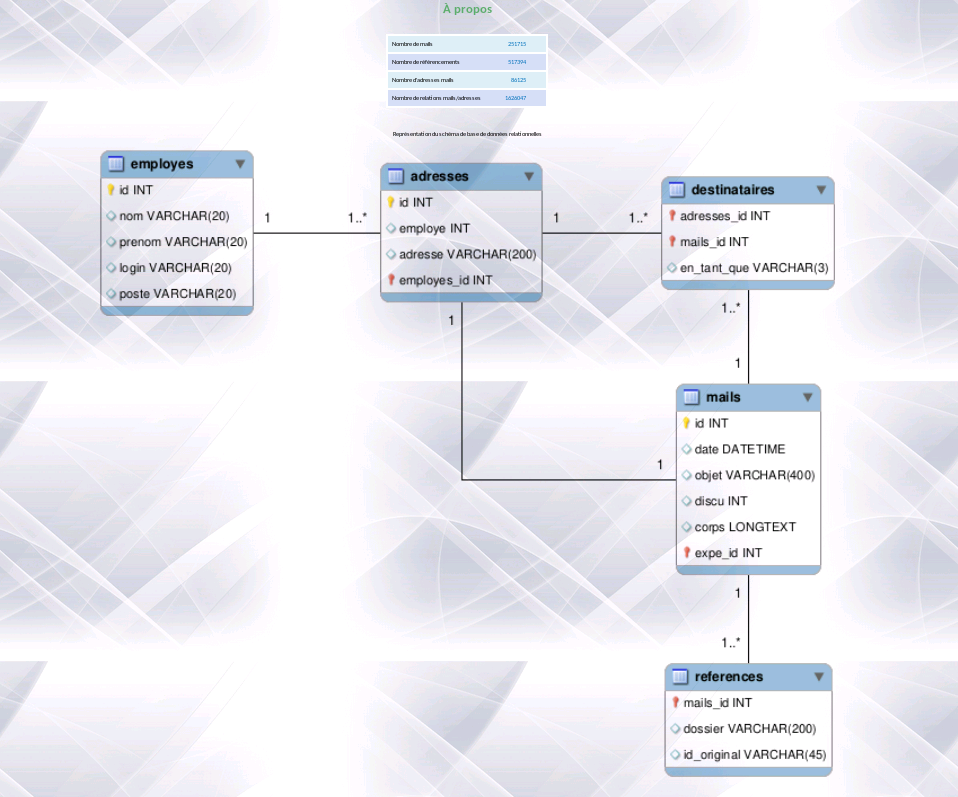 À propos
Nombre de mails 251715
Nombre de référencements 517394
Nombre d'adresses mails 86125
Nombre de relations mails/adresses 1626047
Représentation du schéma de base de données relationnelles
employes
id INT
nom VARCHAR(20)
prenom VARCHAR(20)
login VARCHAR(20)
poste VARCHAR(20)
1
1..*
adresses
id INT
employe INT
adresse VARCHAR(200)
employes_id INT
1
1..*
destinataires
adresses_id INT
mails_id INT
en_tant_que VARCHAR(3)
1..*
1
1
1
mails
id INT
date DATETIME
objet VARCHAR(400)
discu INT
corps LONGTEXT
expe_id INT
1
1..*
references
mails_id INT
dossier VARCHAR(200)
id_original VARCHAR(45)